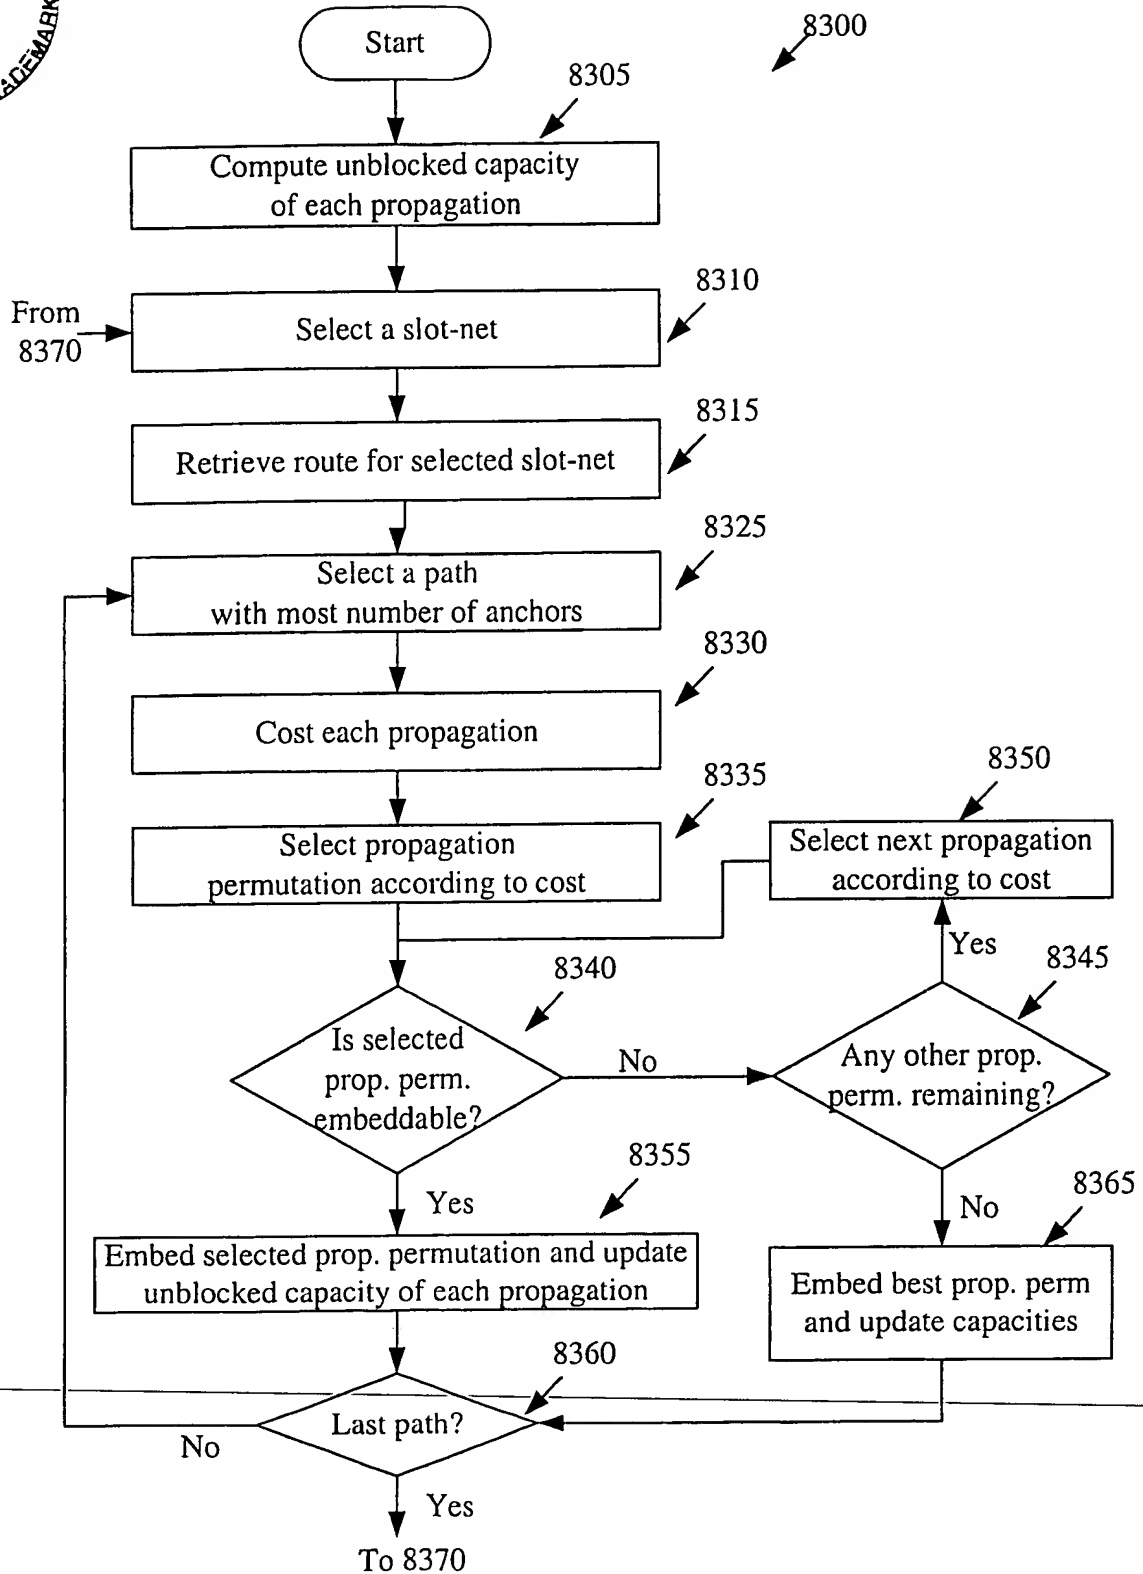 Start
8300
8305
Compute unblocked capacity
of each propagation
8310
From
8370
Select a slot-net
8315
Retrieve route for selected slot-net
8325
Select a path
with most number of anchors
8330
Cost each propagation
8335
Select propagation
permutation according to cost
8350
Select next propagation
according to cost
Yes
8340
8345
Is selected
prop. perm.
embeddable?
No
Any other prop.
perm. remaining?
8355
Yes
No
8365
Embed selected prop. permutation and update
unblocked capacity of each propagation
Embed best prop. perm
and update capacities
8360
Last path?
No
Yes
To 8370